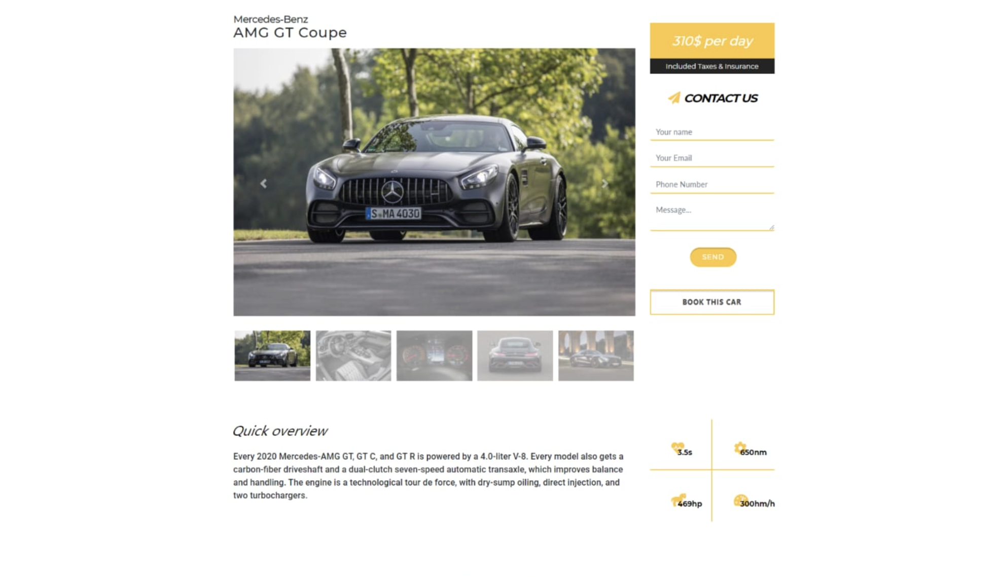 Mercedes-Benz
AMG GT Coupe
310$ per day
Included Taxes & Insurance
CONTACT US
Your name
Your Email
Phone Number
Message...
SEND
BOOK THIS CAR
S MA 4030
Quick overview
Every 2020 Mercedes-AMG GT, GT C, and GT R is powered by a 4.0-liter V-8. Every model also gets a
carbon-fiber driveshaft and a dual-clutch seven-speed automatic transaxle, which improves balance
and handling. The engine is a technological tour de force, with dry-sump oiling, direct injection, and
two turbochargers.
3.5s
650nm
469hp
300hm/h